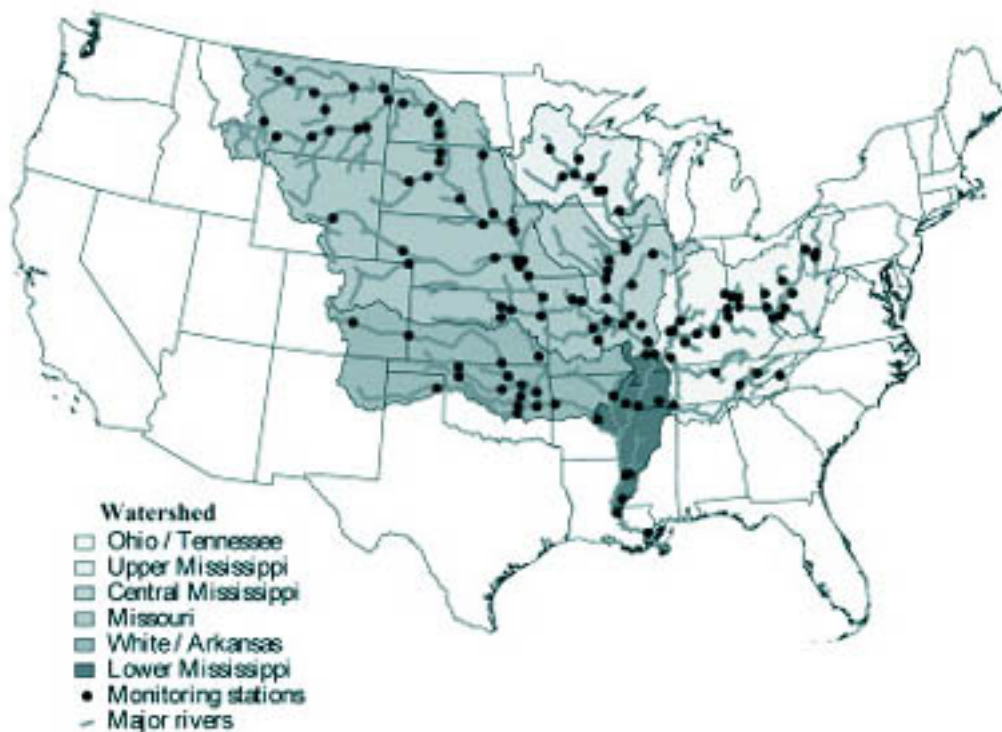 Watershed
Ohio / Tennessee
Upper Mississippi
Central Mississippi
Missouri
White / Arkansas
Lower Mississippi
Monitoring stations
Major rivers